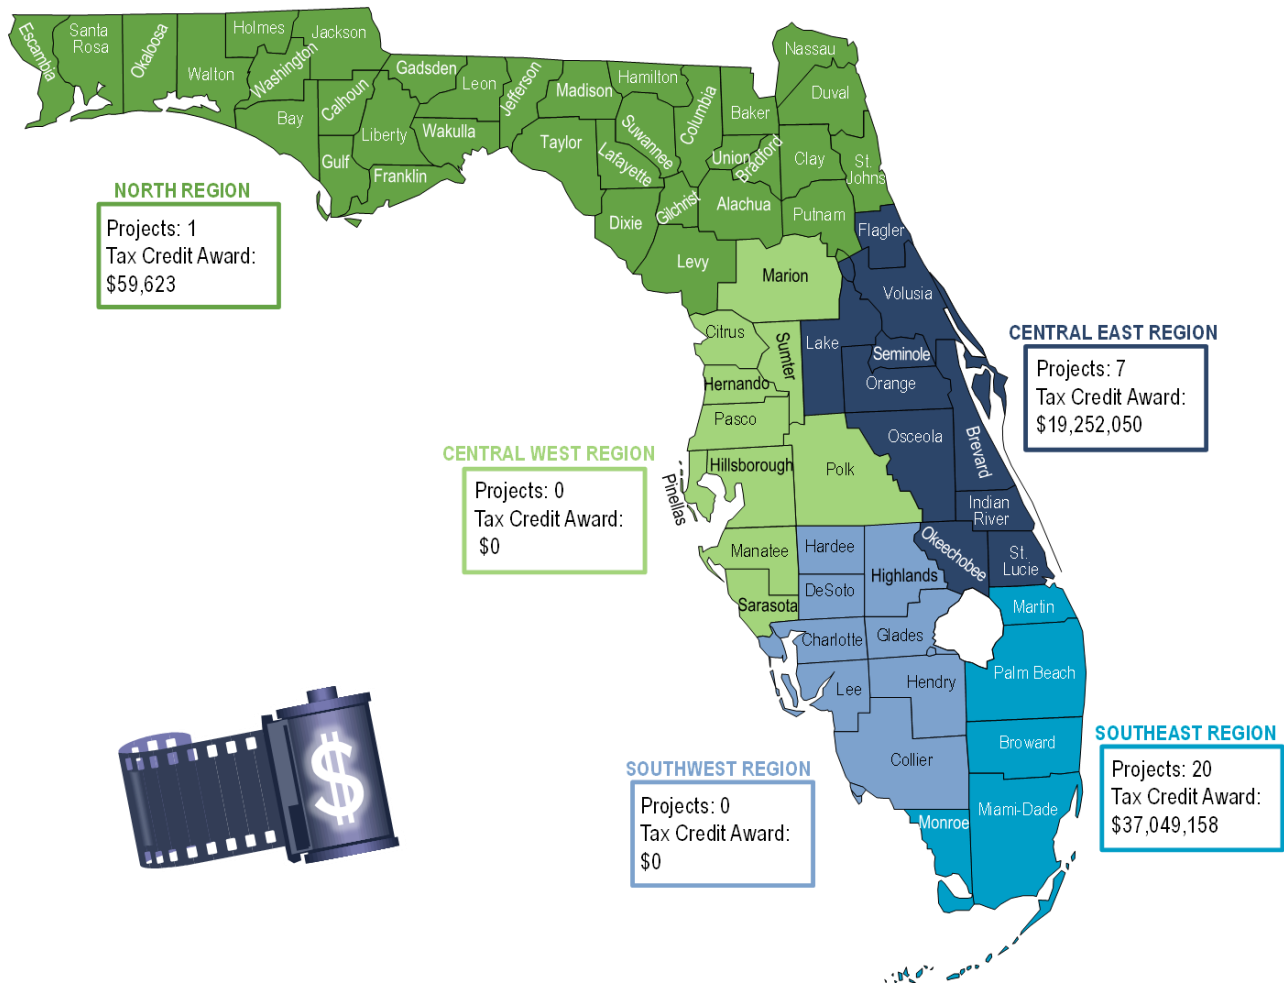 Escambia
Santa
Rosa
Okaloosa
Walton
Holmes
Washington
Jackson
Bay
Calhoun
Gulf
Liberty
Gadsden
Leon
Wakulla
Franklin
Jefferson
Madison
Taylor
Hamilton
Suwannee
Lafayette
Dixie
Columbia
Gilchrist
Baker
Union
Bradford
Alachua
Levy
Nassau
Duval
Clay
St.
Johns
Putnam
NORTH REGION
Projects: 1
Tax Credit Award:
$59,623
Flagler
Volusia
Marion
Citrus
Sumter
Lake
Seminole
Orange
Hernando
Pasco
Osceola
Brevard
CENTRAL EAST REGION
Projects: 7
Tax Credit Award:
$19,252,050
CENTRAL WEST REGION
Projects: 0
Tax Credit Award:
$0
Pinellas
Hillsborough
Polk
Indian
River
Manatee
Hardee
Okeechobee
St.
Lucie
Highlands
DeSoto
Sarasota
Martin
Charlotte
Glades
Lee
Hendry
Palm Beach
Broward
Collier
Miami-Dade
Monroe
SOUTHWEST REGION
Projects: 0
Tax Credit Award:
$0
SOUTHEAST REGION
Projects: 20
Tax Credit Award:
$37,049,158
$